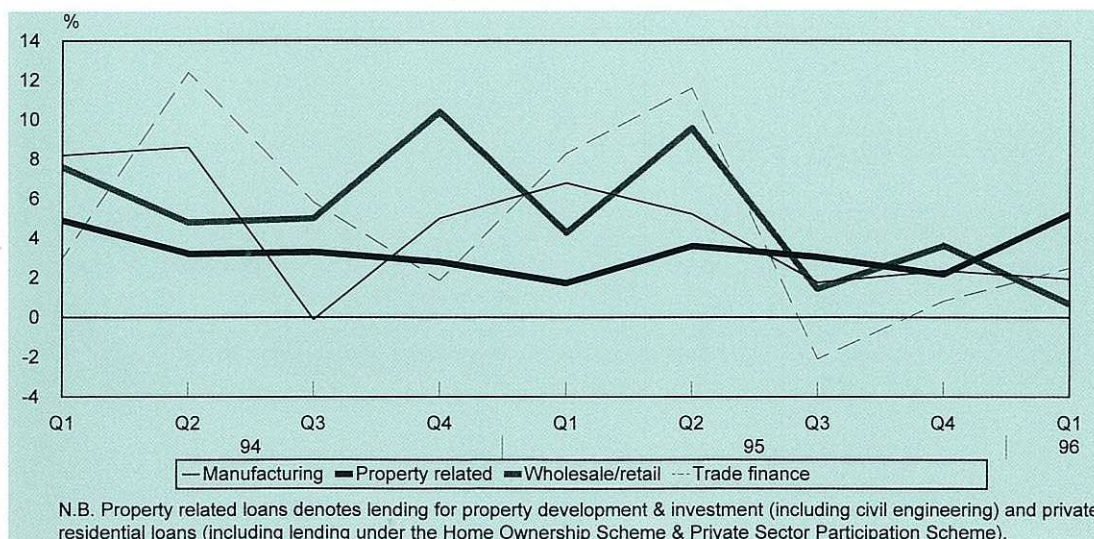 %
14
12
10
8
6
4
2
0
-2
-4
Q1 Q2 Q3 Q4 Q1 Q2 Q3 Q4 Q1
94 95 96
Manufacturing Property related Wholesale/retail Trade finance
N.B. Property related loans denotes lending for property development & investment (including civil engineering) and private
residential loans (including lending under the Home Ownership Scheme & Private Sector Participation Scheme).